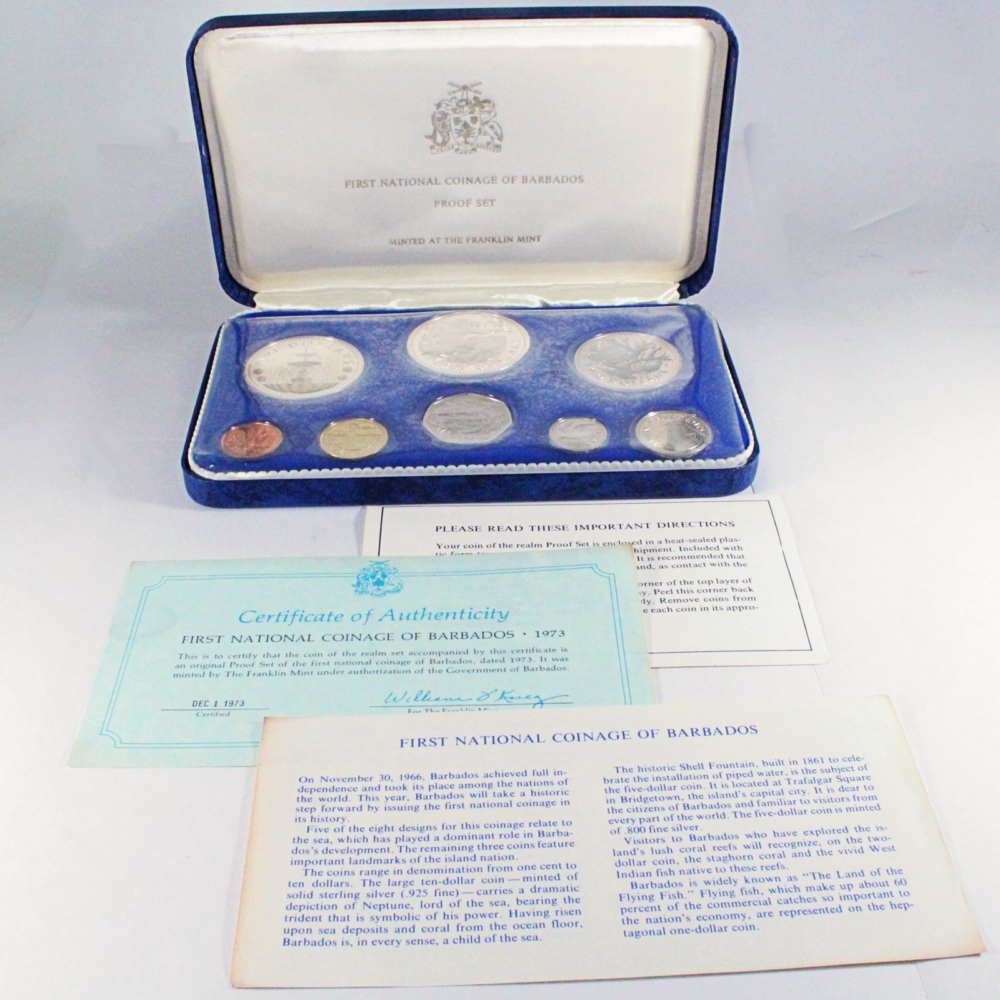 FIRST NATIONAL COINAGE OF BARBADOS
PROOF SET
MINTED AT THE FRANKLIN MINT
PLEASE READ THESE IMPORTANT DIRECTIONS
Your coin of the realm Proof Set is enclosed in a heat-sealed plas-
hipment. Included with
It is recommended that
and, as contact with the
orner of the top layer of
y. Peel this corner back
ly. Remove coins from
e each coin in its appro-
Certificate of Authenticity
FIRST NATIONAL COINAGE OF BARBADOS · 1973
This is to certify that the coin of the realm set accompanied by this certificate is
an original Proof Set of the first national coinage of Barbados, dated 1973. It was
minted by The Franklin Mint under authorization of the Government of Barbados.
DEC 1 1973
Certified
For The Franklin Mint
FIRST NATIONAL COINAGE OF BARBADOS
On November 30, 1966, Barbados achieved full in-
dependence and took its place among the nations of
the world. This year, Barbados will take a historic
step forward by issuing the first national coinage in
its history.
Five of the eight designs for this coinage relate to
the sea, which has played a dominant role in Barba-
dos's development. The remaining three coins feature
important landmarks of the island nation.
The coins range in denomination from one cent to
ten dollars. The large ten-dollar coin — minted of
solid sterling silver (.925 fine) — carries a dramatic
depiction of Neptune, lord of the sea, bearing the
trident that is symbolic of his power. Having risen
upon sea deposits and coral from the ocean floor,
Barbados is, in every sense, a child of the sea.
The historic Shell Fountain, built in 1861 to cele-
brate the installation of piped water, is the subject of
the five-dollar coin. It is located at Trafalgar Square
in Bridgetown, the island's capital city. It is dear to
the citizens of Barbados and familiar to visitors from
every part of the world. The five-dollar coin is minted
of .800 fine silver.
Visitors to Barbados who have explored the is-
land's lush coral reefs will recognize, on the two-
dollar coin, the staghorn coral and the vivid West
Indian fish native to these reefs.
Barbados is widely known as "The Land of the
Flying Fish." Flying fish, which make up about 60
percent of the commercial catches so important to
the nation's economy, are represented on the hep-
tagonal one-dollar coin.